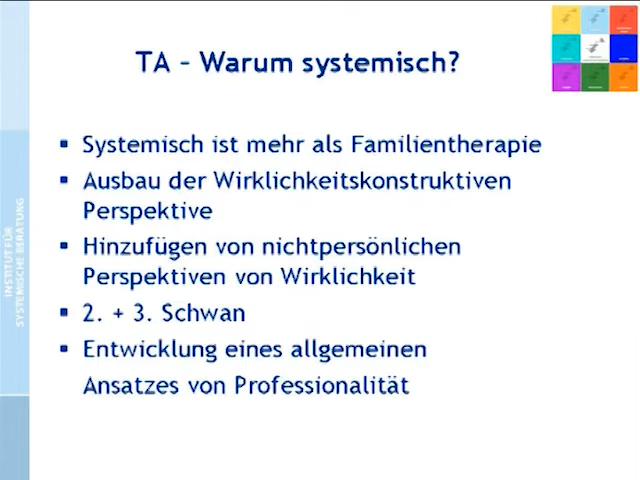 TA – Warum systemisch?
▪ Systemisch ist mehr als Familientherapie
▪ Ausbau der Wirklichkeitskonstruktiven
Perspektive
▪ Hinzufügen von nichtpersönlichen
Perspektiven von Wirklichkeit
▪ 2. + 3. Schwan
▪ Entwicklung eines allgemeinen
Ansatzes von Professionalität
INSTITUT FÜR
SYSTEMISCHE BERATUNG